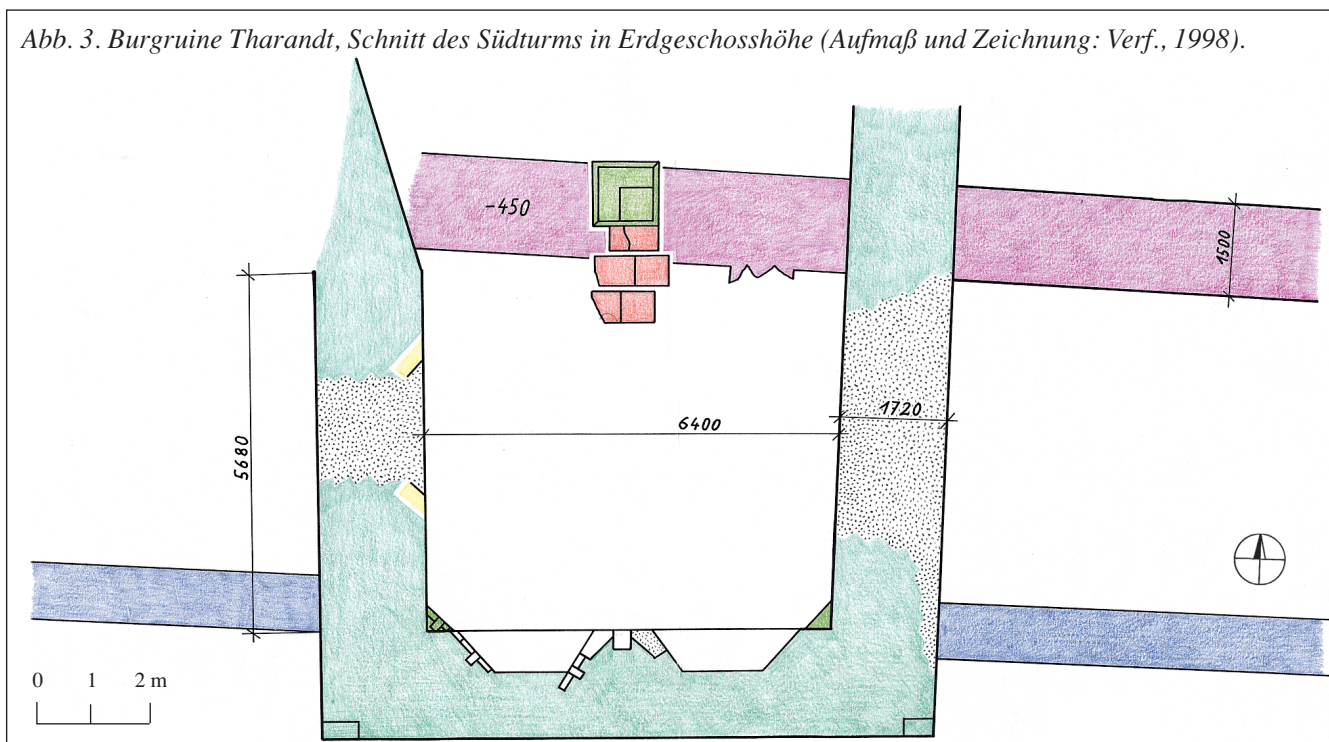 Abb. 3. Burgruine Tharandt, Schnitt des Südturms in Erdgeschosshöhe (Aufmaß und Zeichnung: Verf., 1998).
-450
1500
1720
6400
5680
0 1 2 m